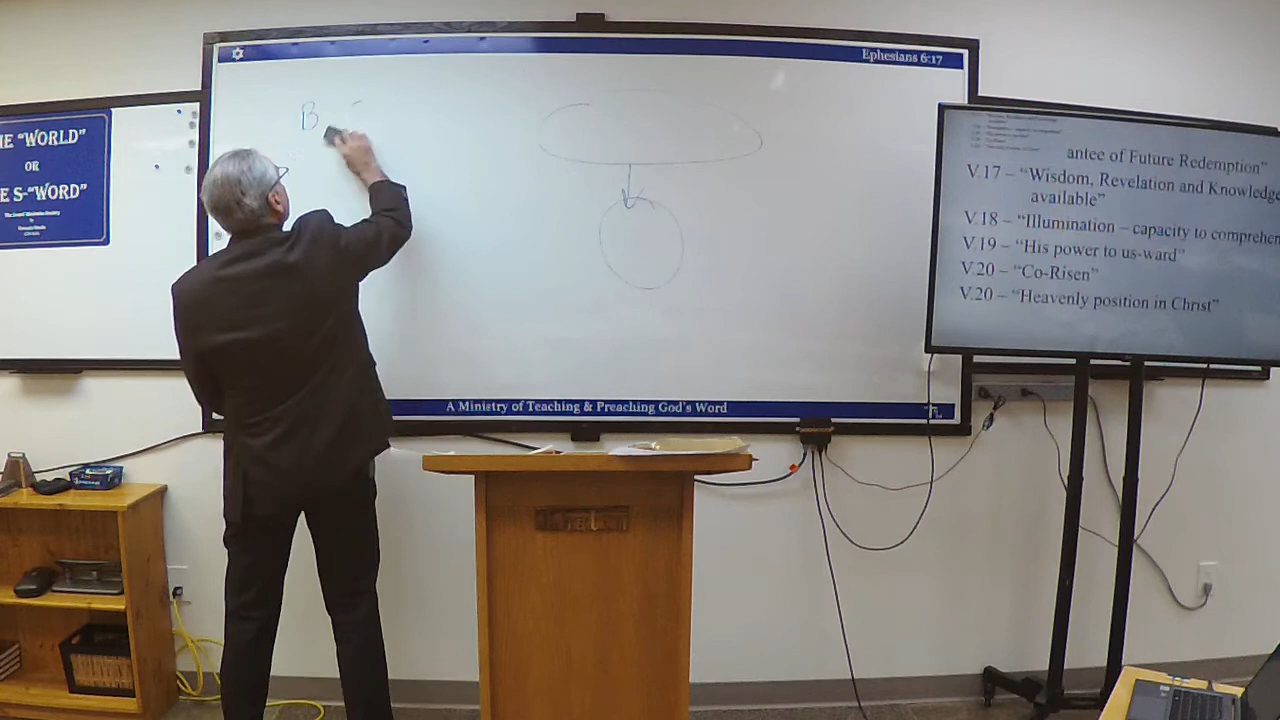 HE "WORLD"
OR
E S-"WORD"
Ephesians 6:17
B
A Ministry of Teaching & Preaching God's Word
antee of Future Redemption"
V.17 – "Wisdom, Revelation and Knowledge
available"
V.18 – "Illumination – capacity to comprehen
V.19 – "His power to us-ward"
V.20 – "Co-Risen"
V.20 – "Heavenly position in Christ"